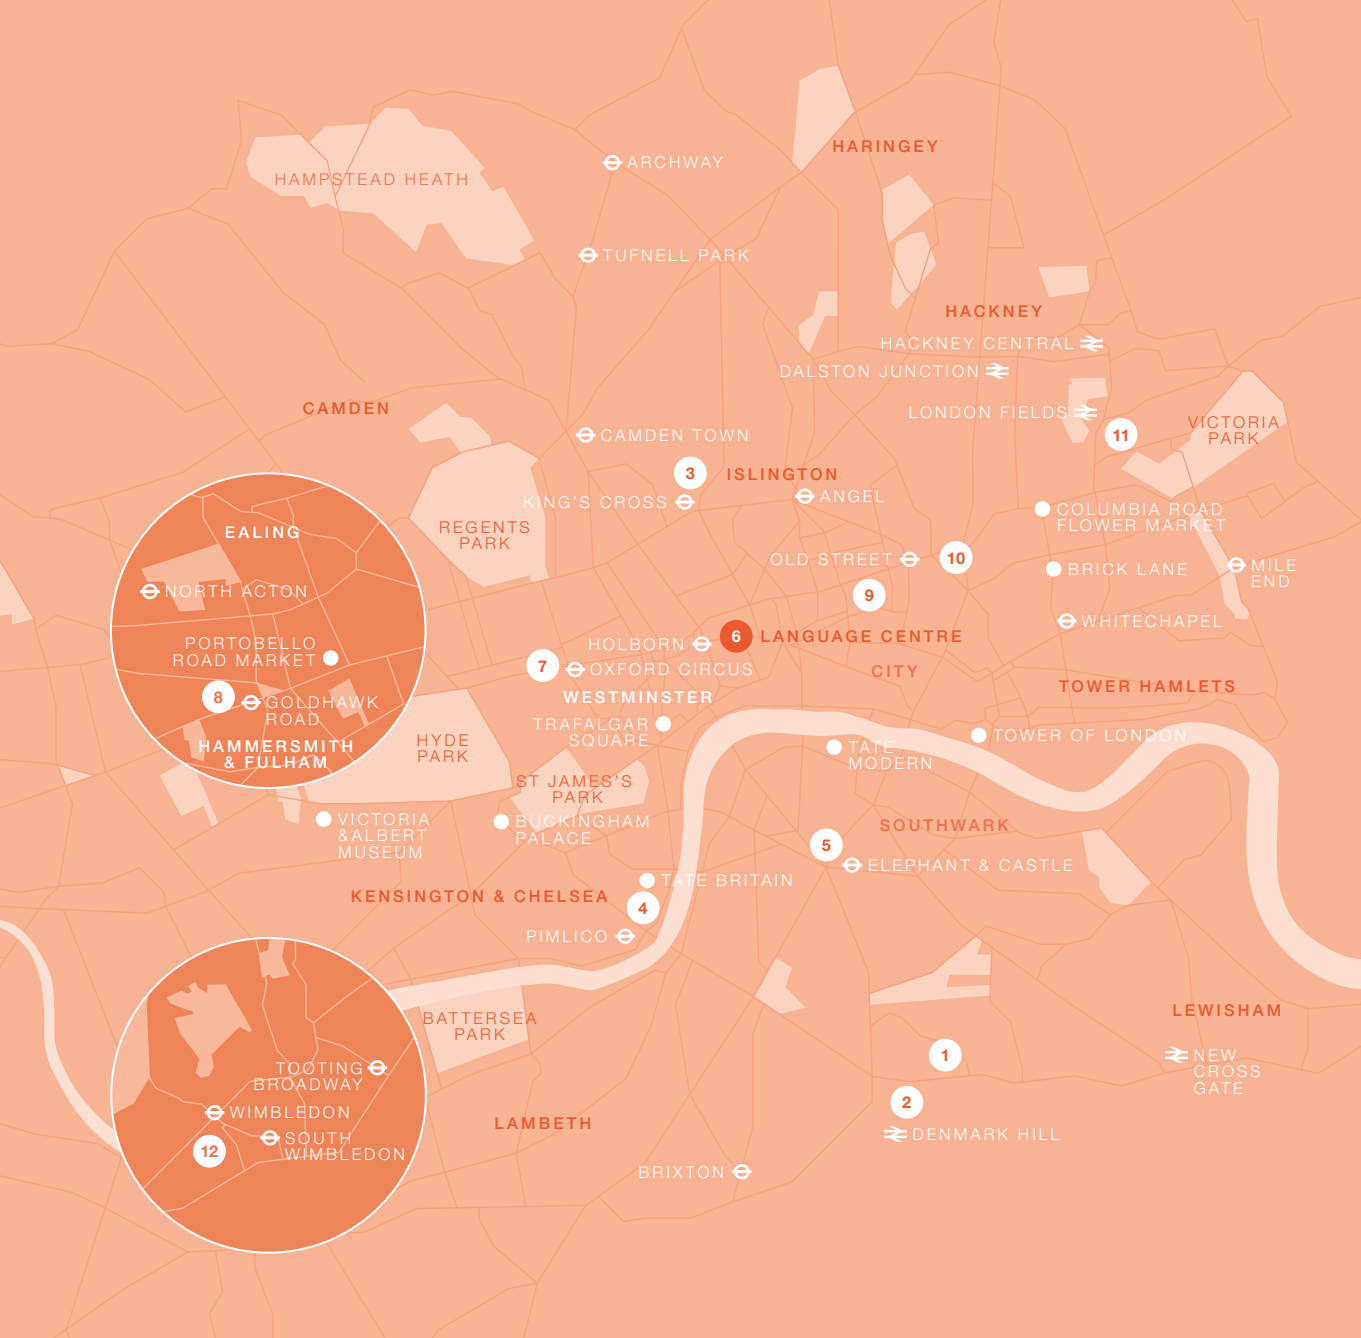 HARINGEY
ARCHWAY
HAMPSTEAD HEATH
TUFNELL PARK
HACKNEY
HACKNEY CENTRAL
DALSTON JUNCTION
CAMDEN
LONDON FIELDS
VICTORIA
PARK
11
CAMDEN TOWN
3
ISLINGTON
KING'S CROSS
ANGEL
COLUMBIA ROAD
FLOWER MARKET
REGENTS
PARK
EALING
OLD STREET
10
BRICK LANE
MILE
END
NORTH ACTON
9
WHITECHAPEL
HOLBORN
6
LANGUAGE CENTRE
PORTOBELLO
ROAD MARKET
7
OXFORD CIRCUS
CITY
TOWER HAMLETS
8
GOLDHAWK
ROAD
WESTMINSTER
TRAFALGAR
SQUARE
TOWER OF LONDON
HAMMERSMITH
& FULHAM
HYDE
PARK
TATE
MODERN
ST JAMES'S
PARK
VICTORIA
&ALBERT
MUSEUM
BUCKINGHAM
PALACE
SOUTHWARK
5
ELEPHANT & CASTLE
TATE BRITAIN
KENSINGTON & CHELSEA
4
PIMLICO
LEWISHAM
BATTERSEA
PARK
1
NEW
CROSS
GATE
TOOTING
BROADWAY
2
WIMBLEDON
LAMBETH
DENMARK HILL
SOUTH
WIMBLEDON
12
BRIXTON